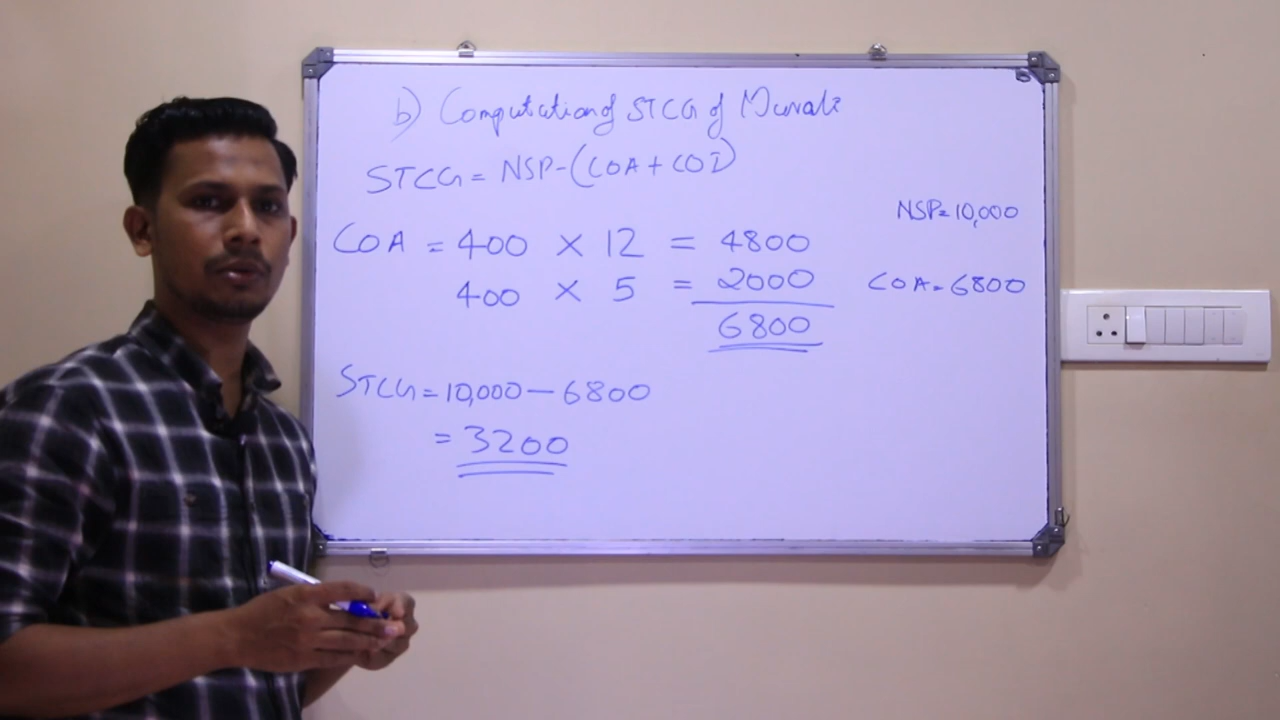 b) Computation of STCG of Murali
STCG = NSP-(COA+COI)
NSP=10,000
COA = 400 × 12 = 4800
400 × 5 = 2000
COA=6800
6800
STCG=10,000-6800
=3200